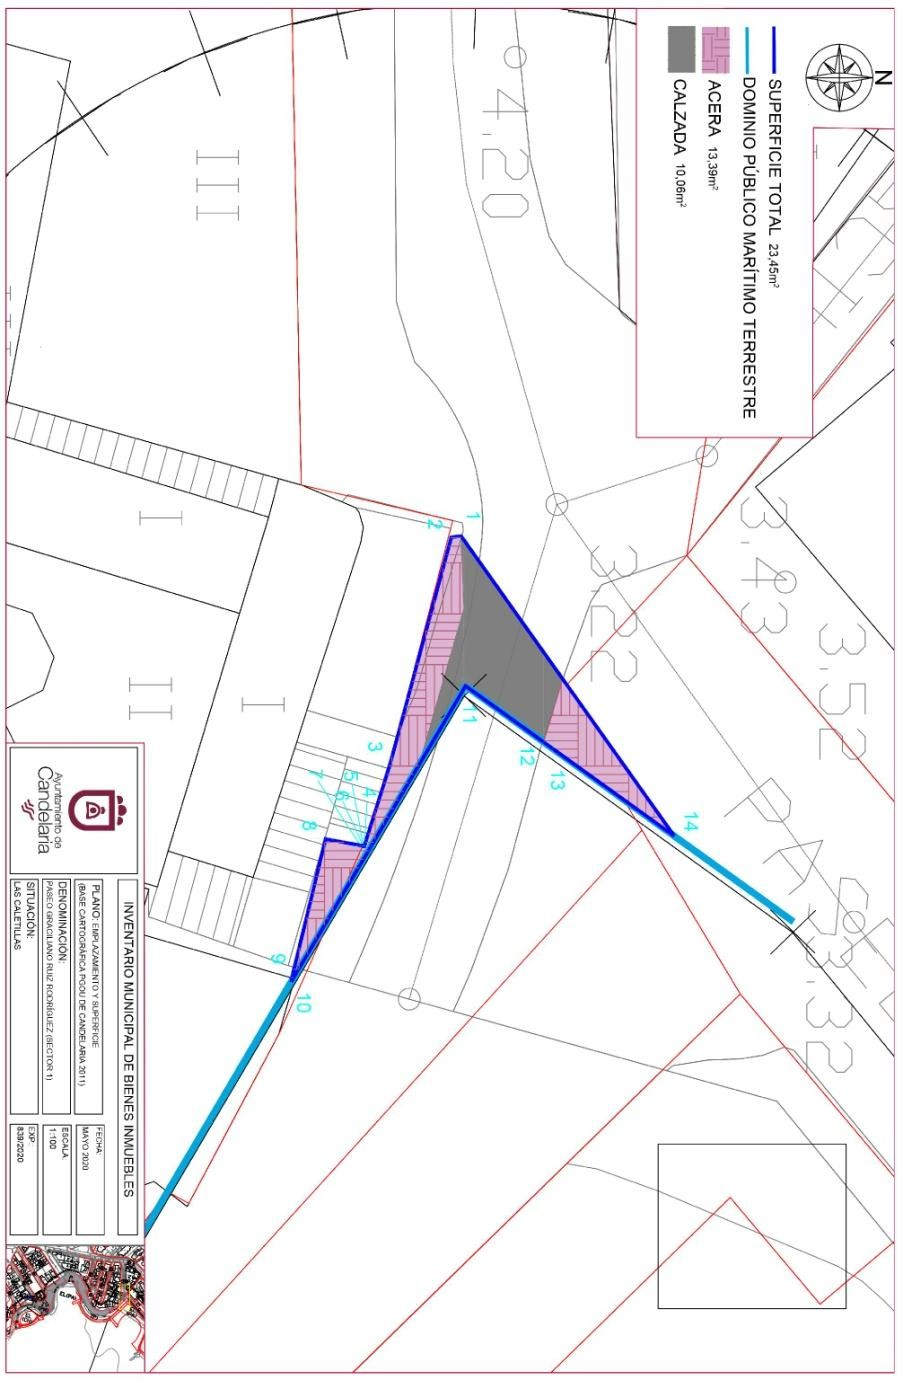 N
SUPERFICIE TOTAL 23,45m²
DOMINIO PÚBLICO MARÍTIMO TERRESTRE
ACERA 13,39m²
CALZADA 10,06m²
4,20
III
I
II
I
3,43
3,52
3,22
3,32
1
2
3
4
5
6
7
8
9
10
11
12
13
14
Ayuntamiento de
Candelaria
INVENTARIO MUNICIPAL DE BIENES INMUEBLES
PLANO: EMPLAZAMIENTO Y SUPERFICIE
(BASE CARTOGRÁFICA PGOU DE CANDELARIA 2011)
DENOMINACIÓN:
PASEO GRACILIANO RUIZ RODRÍGUEZ (SECTOR 1)
SITUACIÓN:
LAS CALETILLAS
FECHA:
MAYO 2020
ESCALA:
1:100
EXP:
839/2020